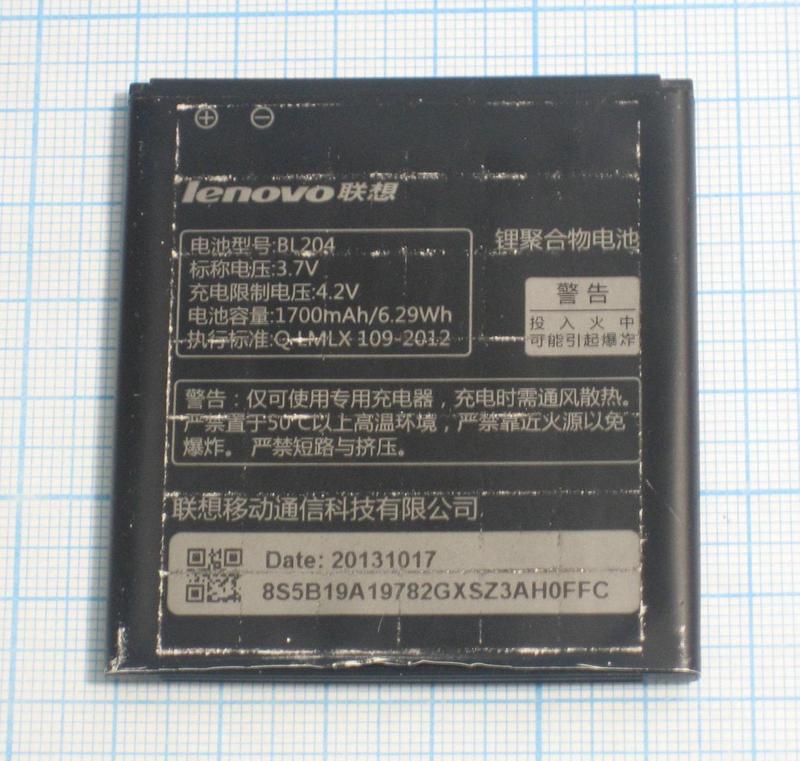 ⊕ ⊖
lenovo联想
锂聚合物电池
电池型号:BL204
标称电压:3.7V
充电限制电压:4.2V
电池容量:1700mAh/6.29Wh
执行标准:Q/LMLX 109-2012
警告
投入火中
可能引起爆炸
警告：仅可使用专用充电器，充电时需通风散热。
严禁置于50℃以上高温环境，严禁靠近火源以免
爆炸。 严禁短路与挤压。
联想移动通信科技有限公司
Date: 20131017
8S5B19A19782GXSZ3AH0FFC